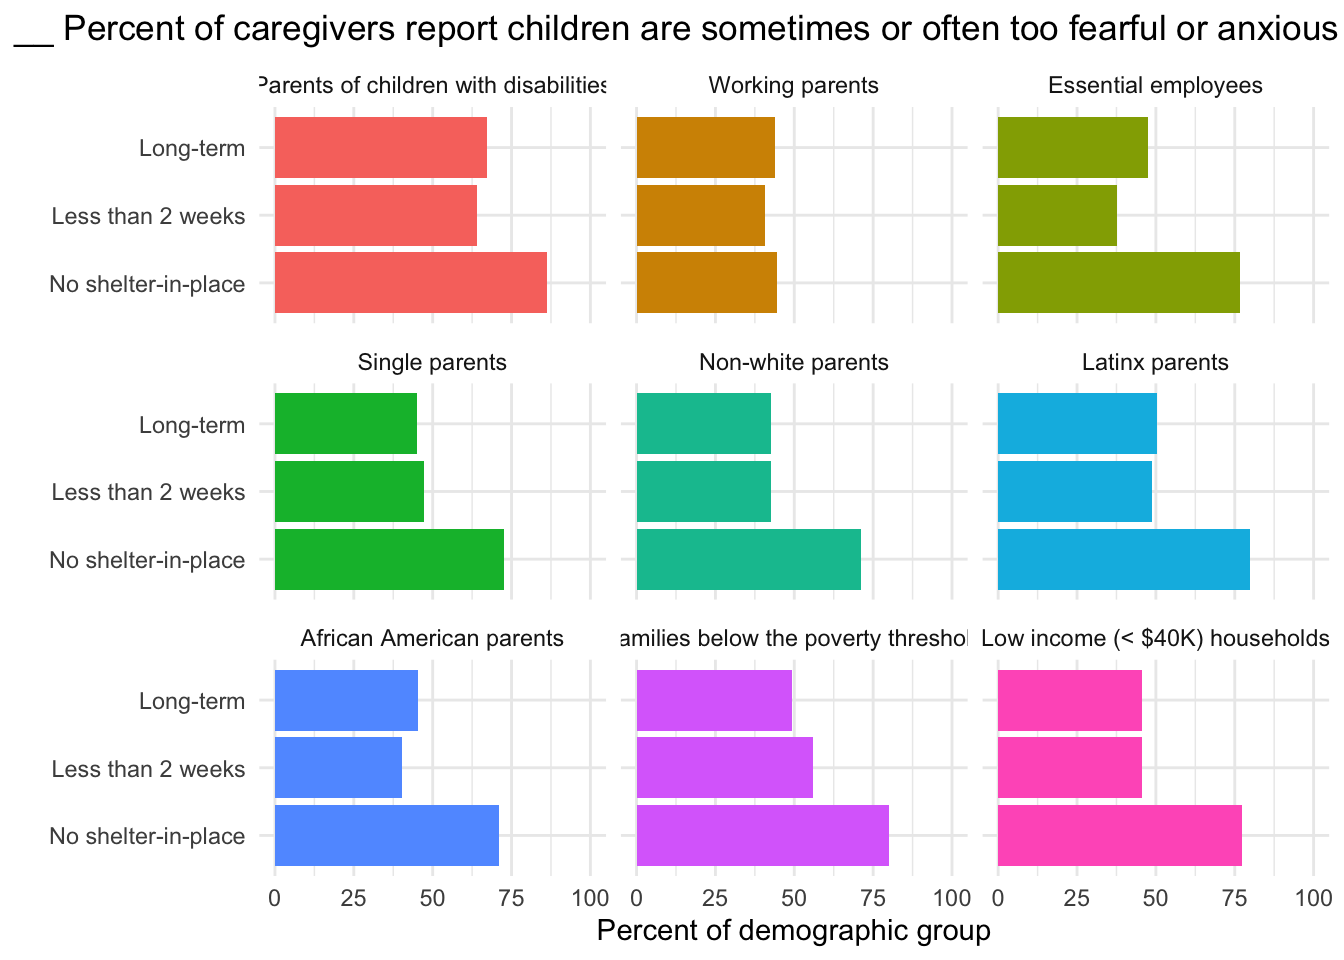 __ Percent of caregivers report children are sometimes or often too fearful or anxious
Parents of children with disabilities
Working parents
Essential employees
Long-term
Less than 2 weeks
No shelter-in-place
Single parents
Non-white parents
Latinx parents
Long-term
Less than 2 weeks
No shelter-in-place
African American parents
amilies below the poverty threshol
Low income (< $40K) households
Long-term
Less than 2 weeks
No shelter-in-place
0 25 50 75 100 0 25 50 75 100 0 25 50 75 100
Percent of demographic group